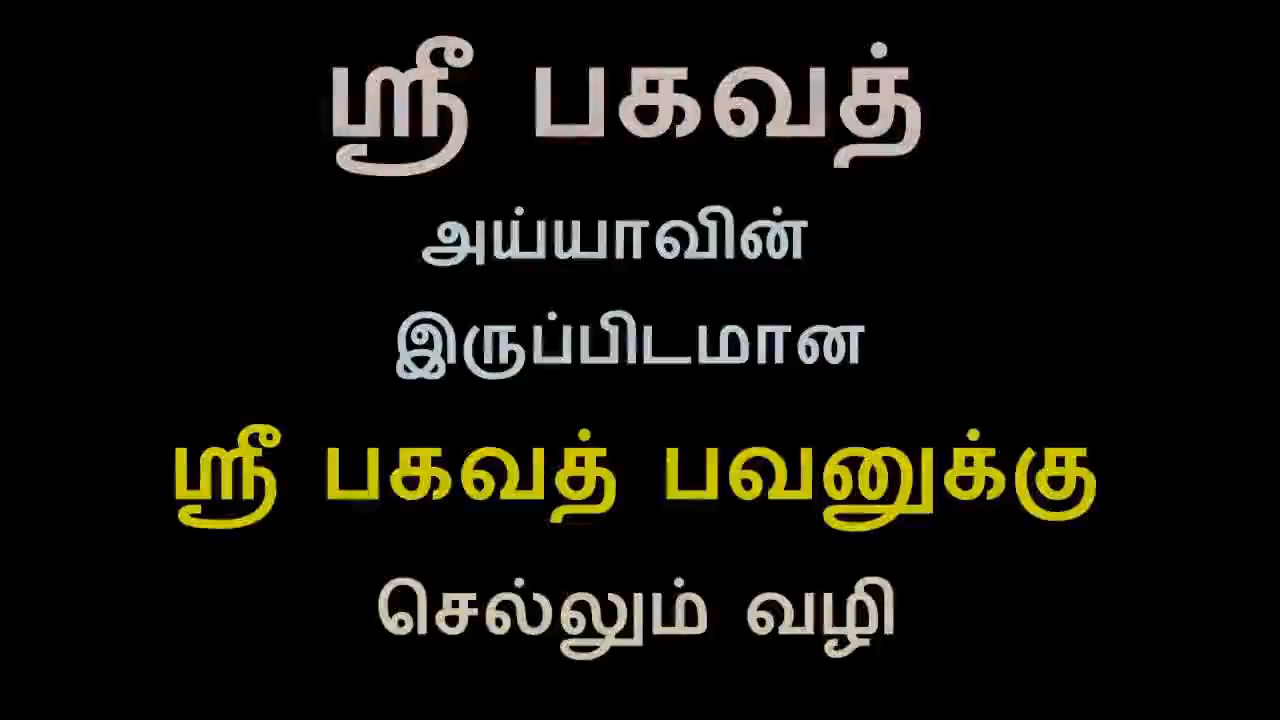 ஸ்ரீ பகவத்
அய்யாவின்
இருப்பிடமான
ஸ்ரீ பகவத் பவனுக்கு
செல்லும் வழி